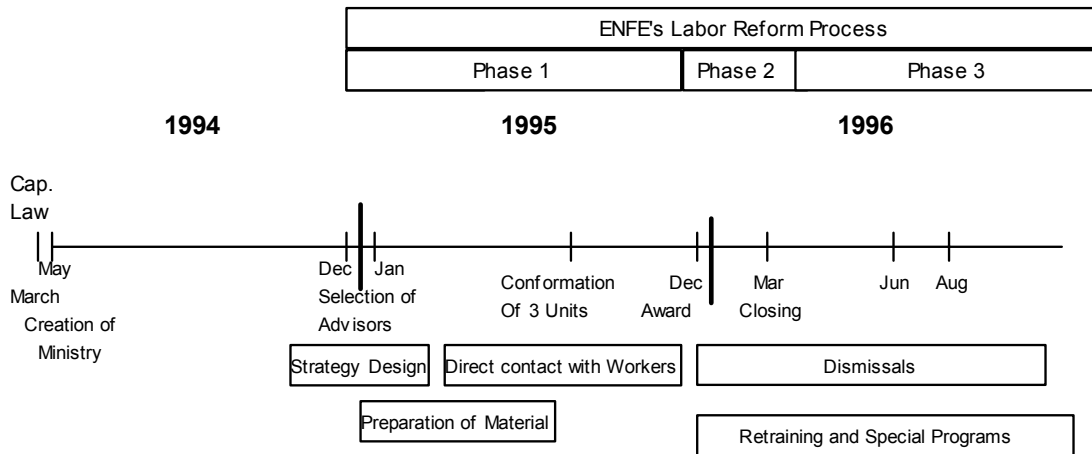 ENFE's Labor Reform Process
Phase 1 Phase 2 Phase 3
1994 1995 1996
Cap.
Law
May Dec Jan Conformation Dec Mar Jun Aug
March Selection of Of 3 Units Award Closing
Creation of Advisors
Ministry
Strategy Design Direct contact with Workers Dismissals
Preparation of Material Retraining and Special Programs